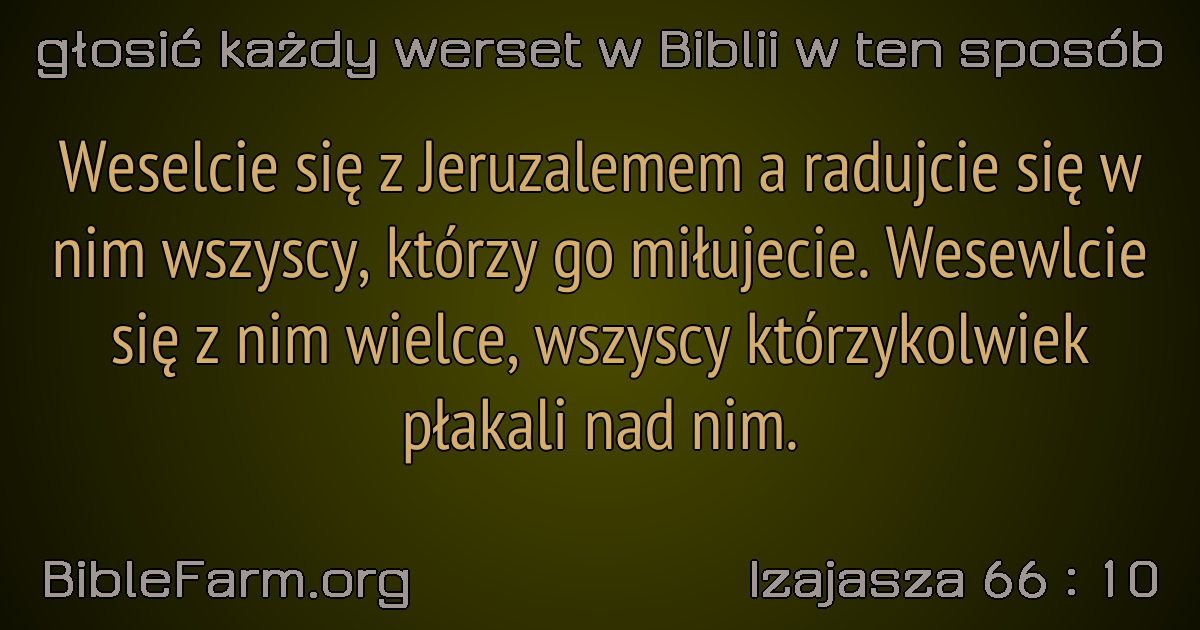 głosić każdy werset w Biblii w ten sposób
Weselcie się z Jeruzalemem a radujcie się w
nim wszyscy, którzy go miłujecie. Wesewlcie
się z nim wielce, wszyscy którzykolwiek
płakali nad nim.
BibleFarm.org
Izajasza 66 : 10